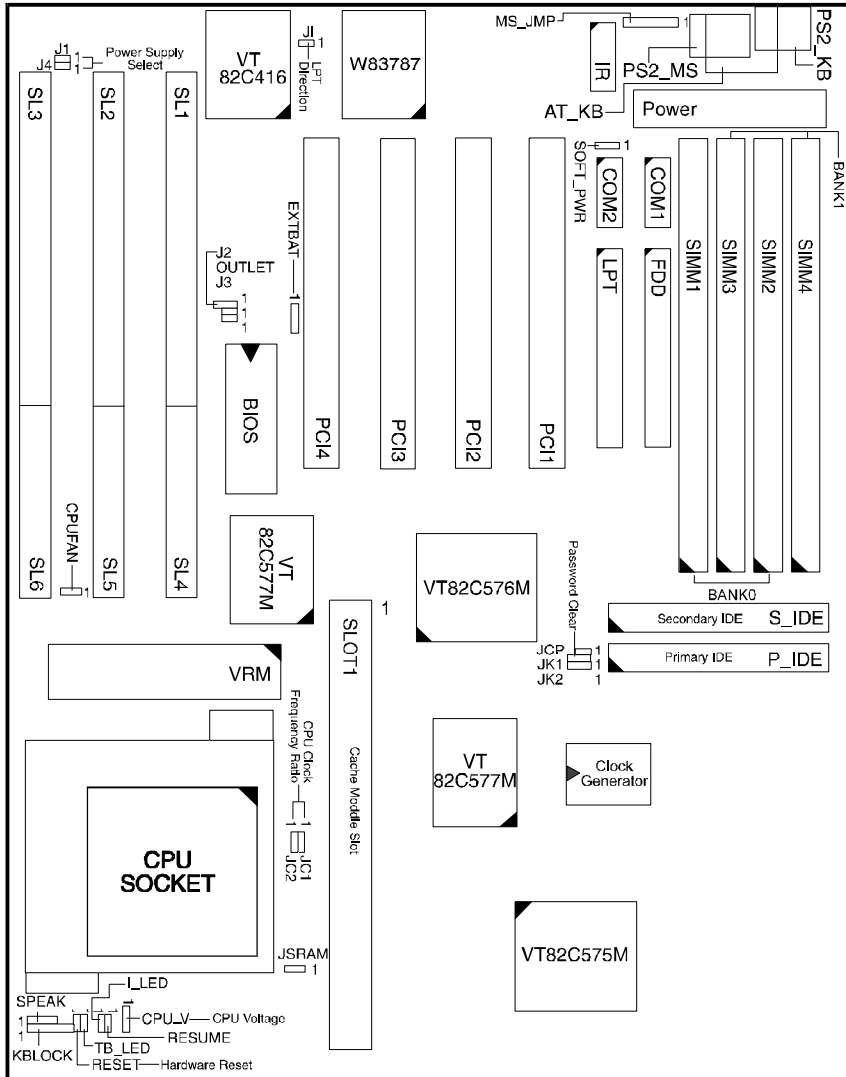 MS_JMP
1
PS2_KB
J1
1
Power Supply
Select
J4
1
VT
82C416
JI
1
LPT
Direction
W83787
IR
PS2_MS
AT_KB
Power
SL3
SL2
SL1
SOFT_PWR
1
BANK1
COM2
COM1
EXTBAT
1
J2
OUTLET
J3
1
1
LPT
FDD
SIMM1
SIMM3
SIMM2
SIMM4
BIOS
PCI4
PCI3
PCI2
PCI1
CPUFAN
1
SL6
SL5
SL4
VT
82C577M
VT82C576M
Password Clear
BANK0
SLOT1
1
Secondary IDE S_IDE
JCP
1
JK1
1
JK2
1
Primary IDE P_IDE
VRM
CPU Clock
Frequency Ratio
1
1
JC1
JC2
Cache Moddle Slot
VT
82C577M
Clock
Generator
CPU
SOCKET
JSRAM
1
VT82C575M
I_LED
SPEAK
1
1
KBLOCK
TB_LED
CPU_V
CPU Voltage
RESUME
RESET
Hardware Reset